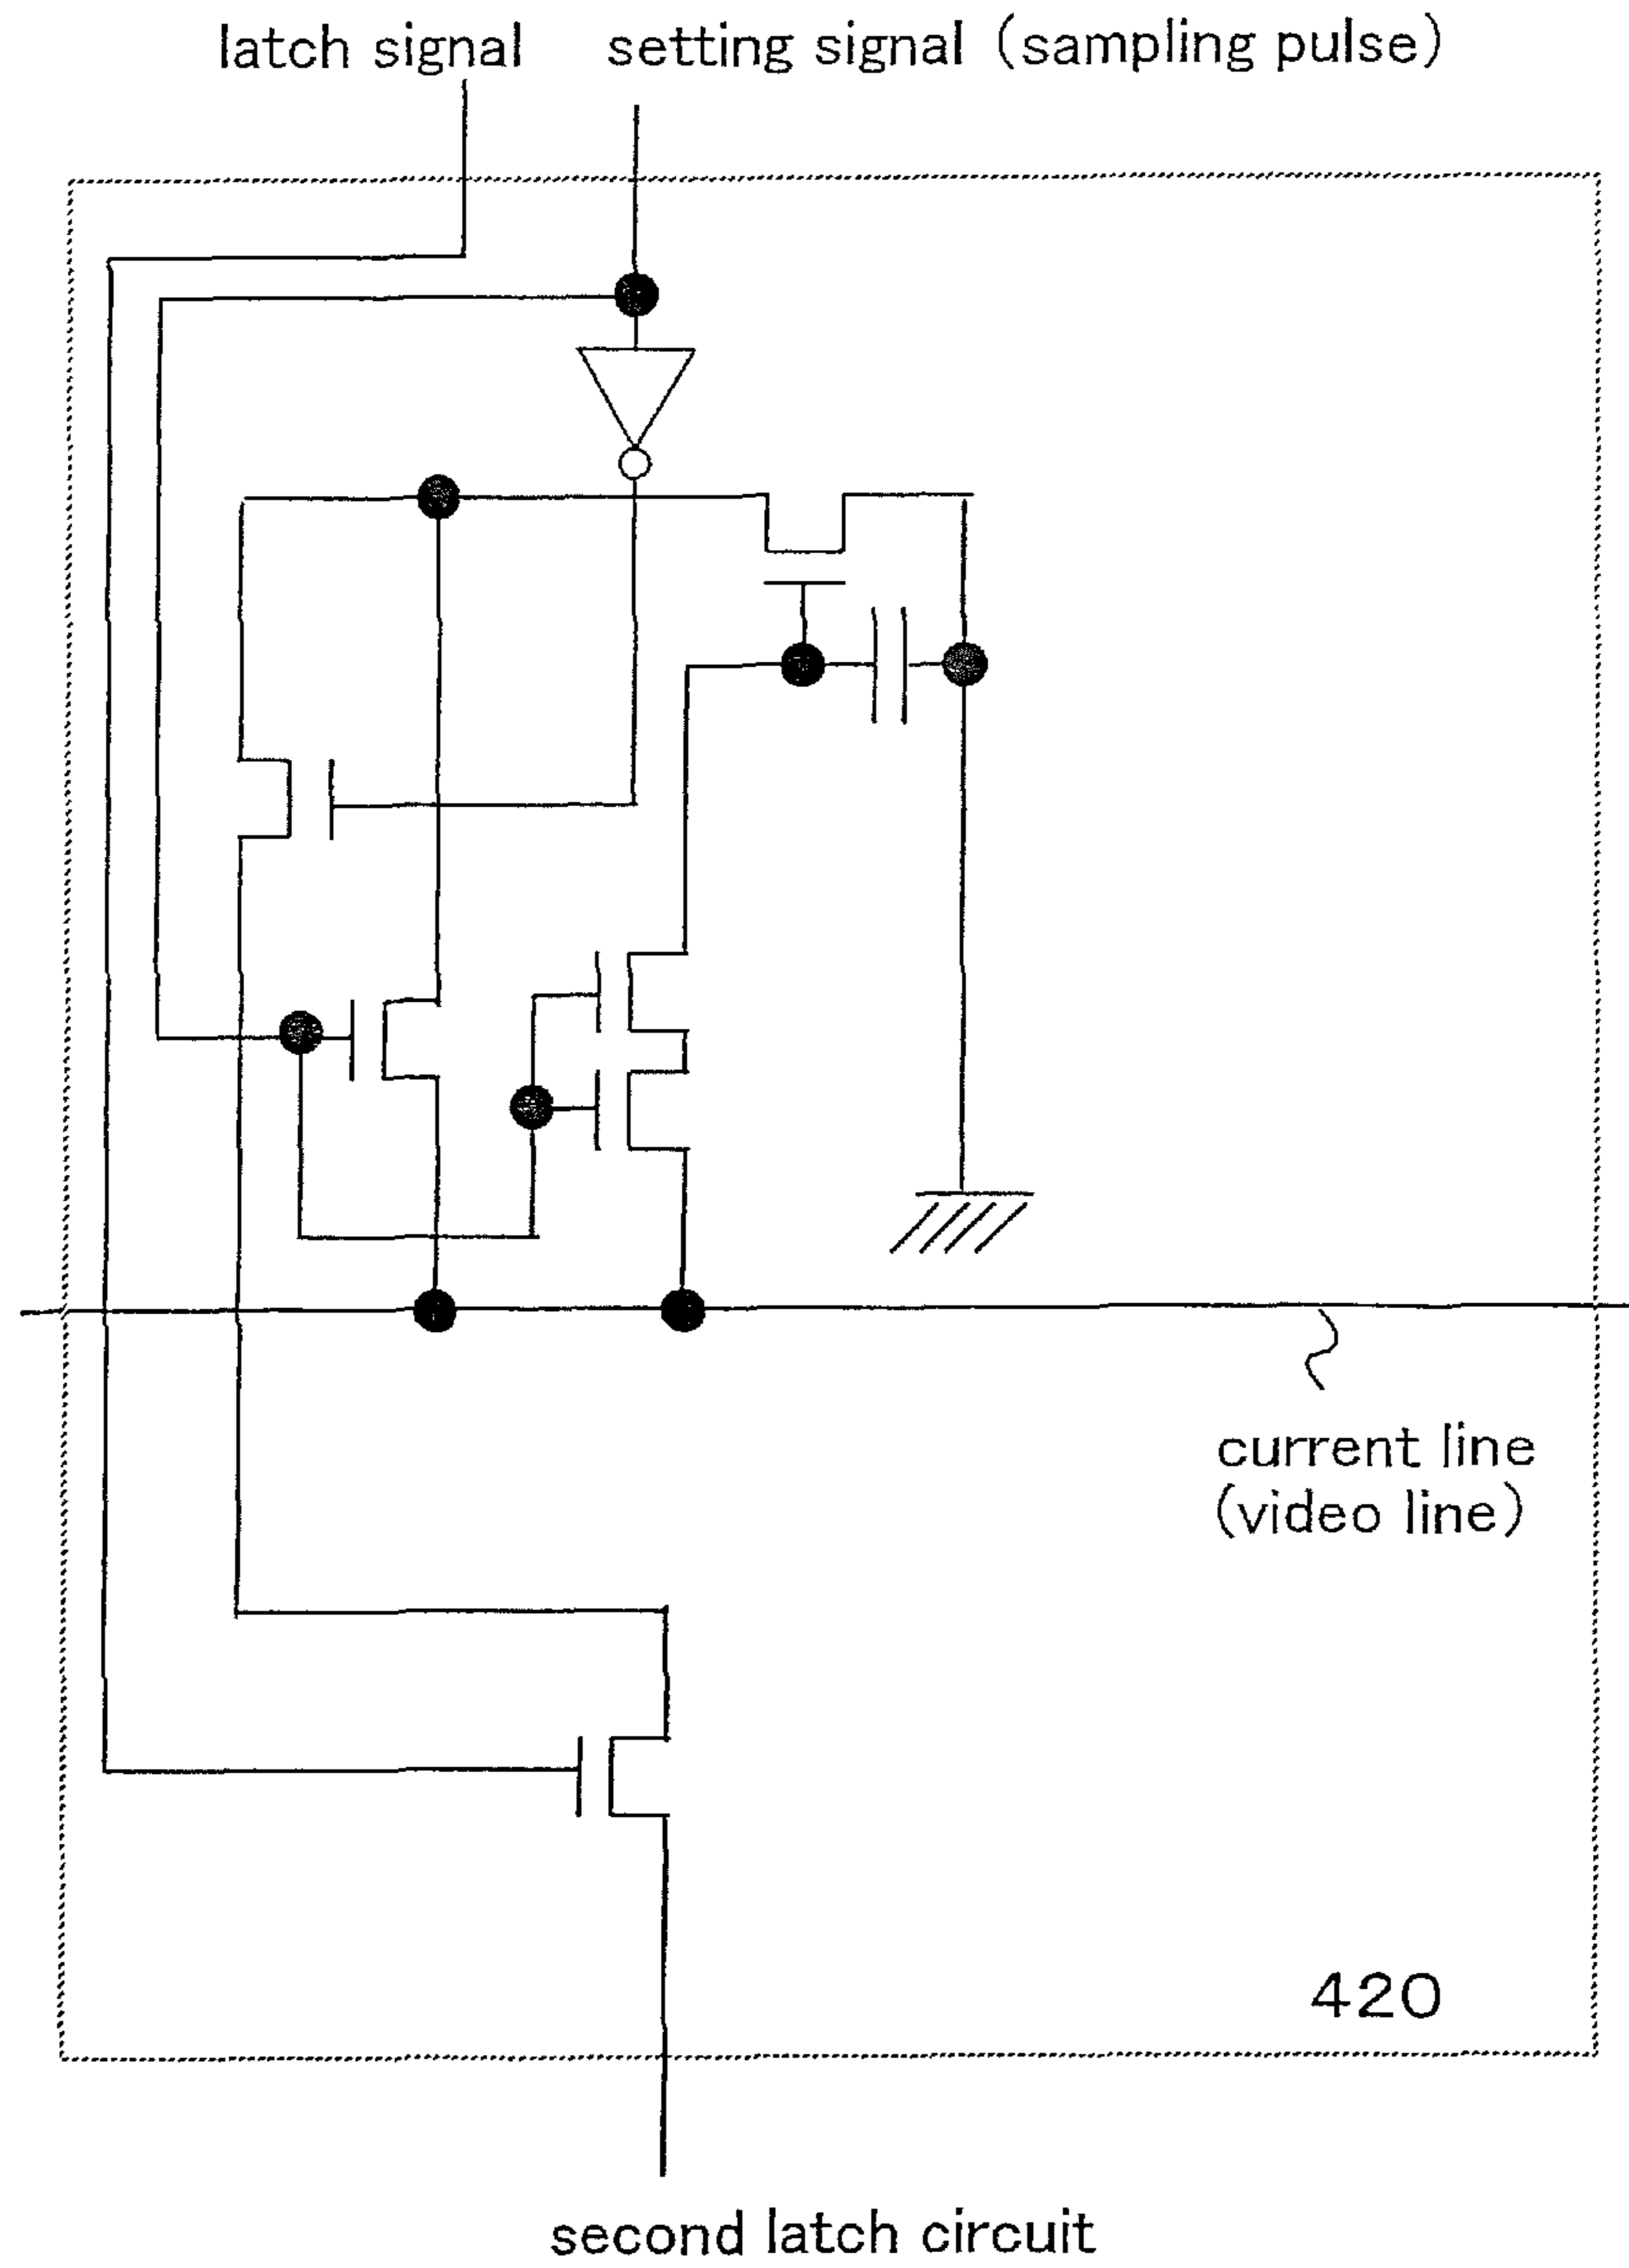 latch signal
setting signal (sampling pulse)
current line
(video line)
420
second latch circuit